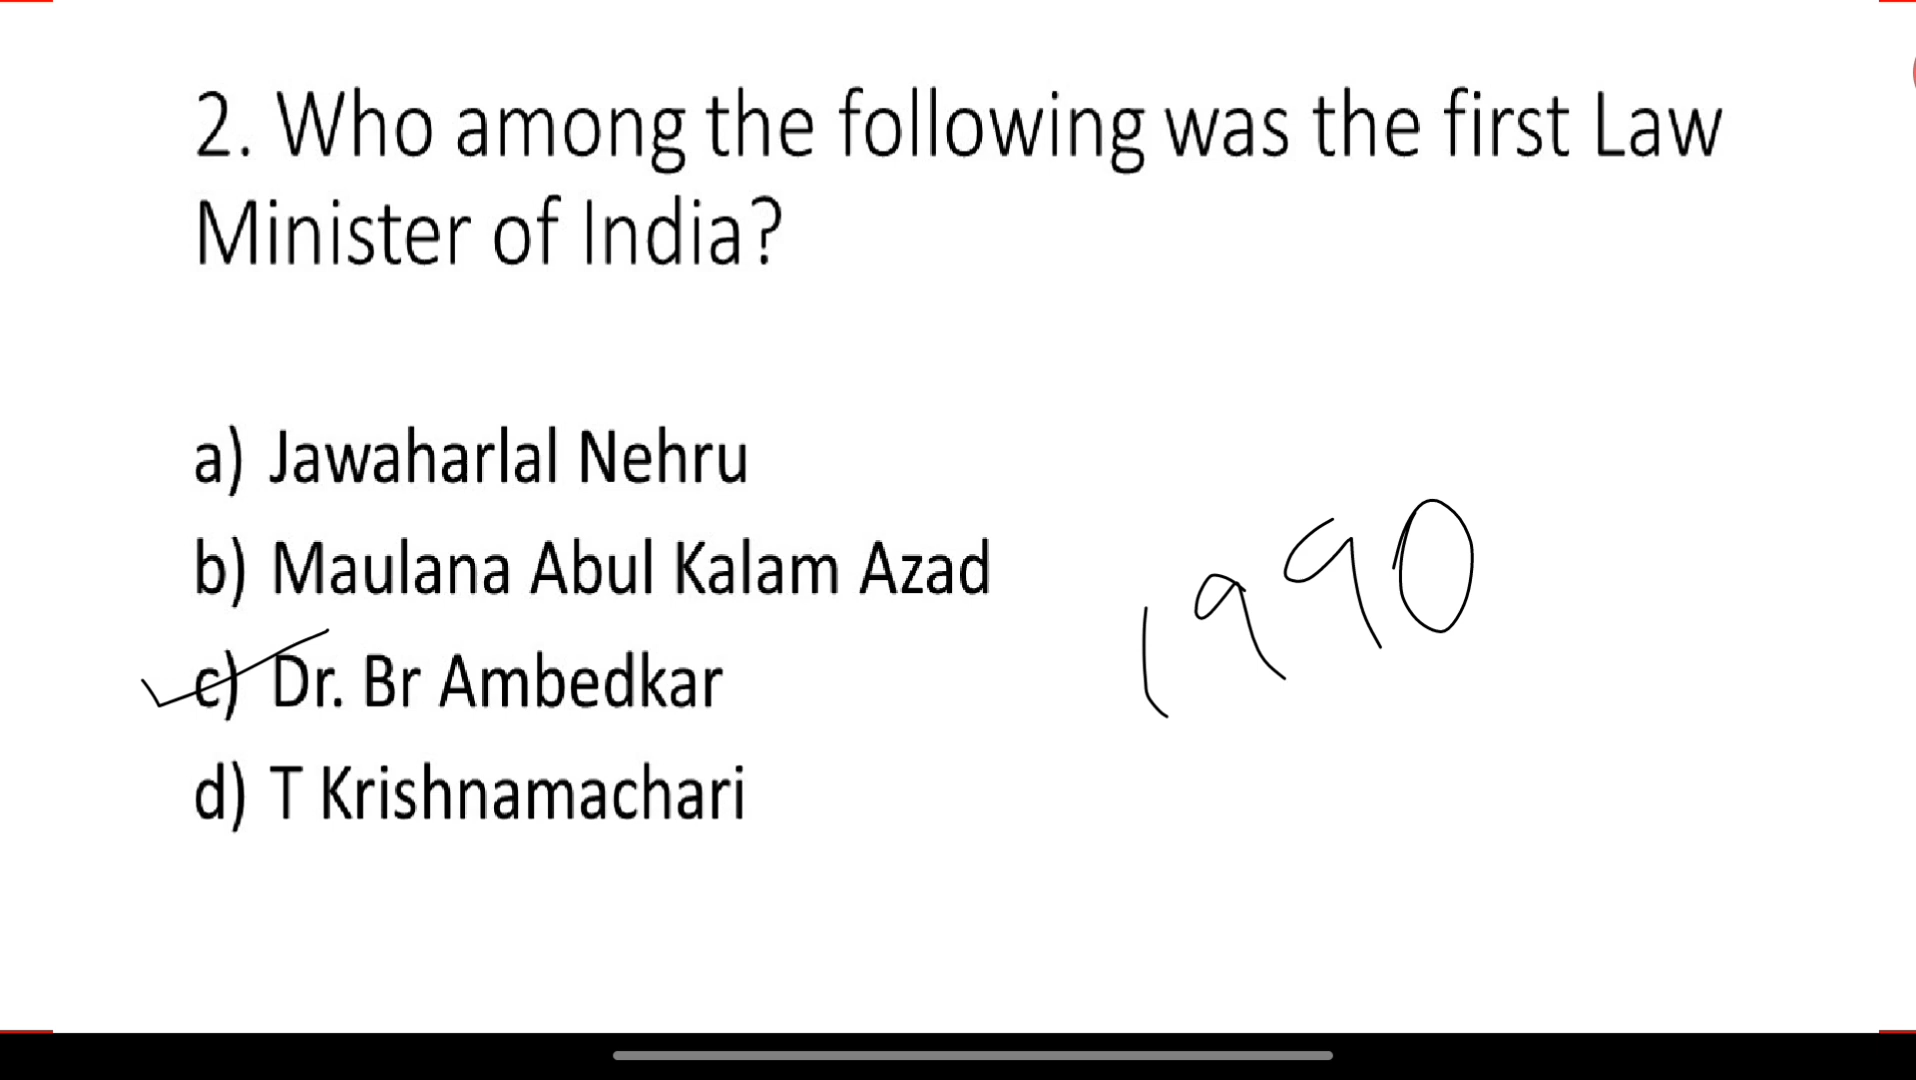 2. Who among the following was the first Law
Minister of India?
a) Jawaharlal Nehru
b) Maulana Abul Kalam Azad
c) Dr. Br Ambedkar
d) T Krishnamachari
1990